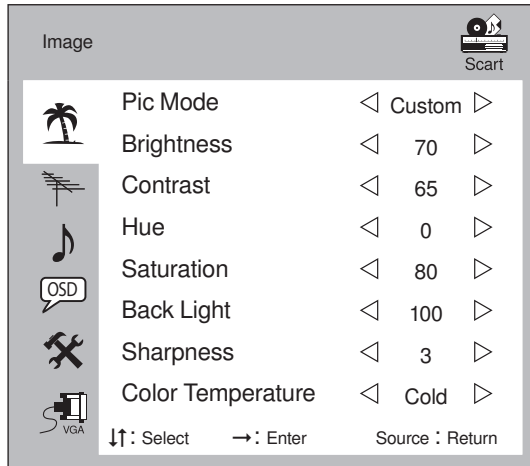 Image
Scart
Pic Mode ◁ Custom ▷
Brightness ◁ 70 ▷
Contrast ◁ 65 ▷
Hue ◁ 0 ▷
Saturation ◁ 80 ▷
OSD
Back Light ◁ 100 ▷
Sharpness ◁ 3 ▷
Color Temperature ◁ Cold ▷
VGA
↓↑: Select →: Enter Source : Return